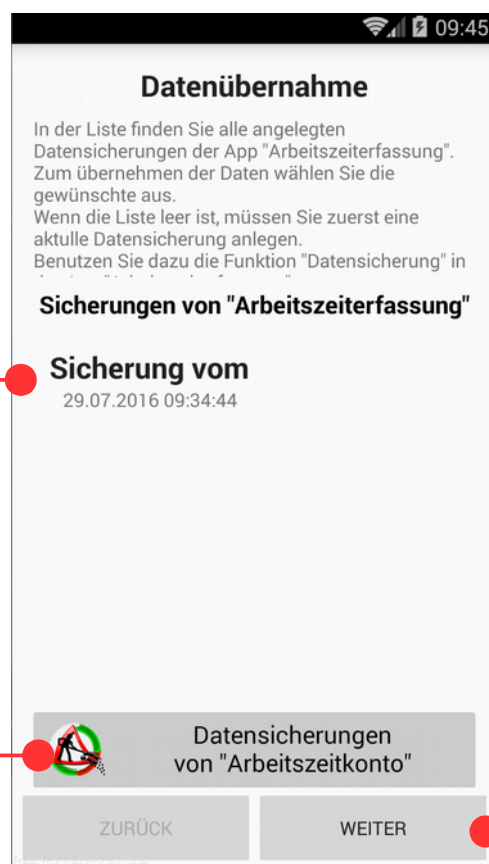 09:45
Datenübernahme
In der Liste finden Sie alle angelegten
Datensicherungen der App "Arbeitszeiterfassung".
Zum übernehmen der Daten wählen Sie die
gewünschte aus.
Wenn die Liste leer ist, müssen Sie zuerst eine
aktulle Datensicherung anlegen.
Benutzen Sie dazu die Funktion "Datensicherung" in
Sicherungen von "Arbeitszeiterfassung"
Sicherung vom
29.07.2016 09:34:44
Datensicherungen
von "Arbeitszeitkonto"
ZURÜCK
WEITER